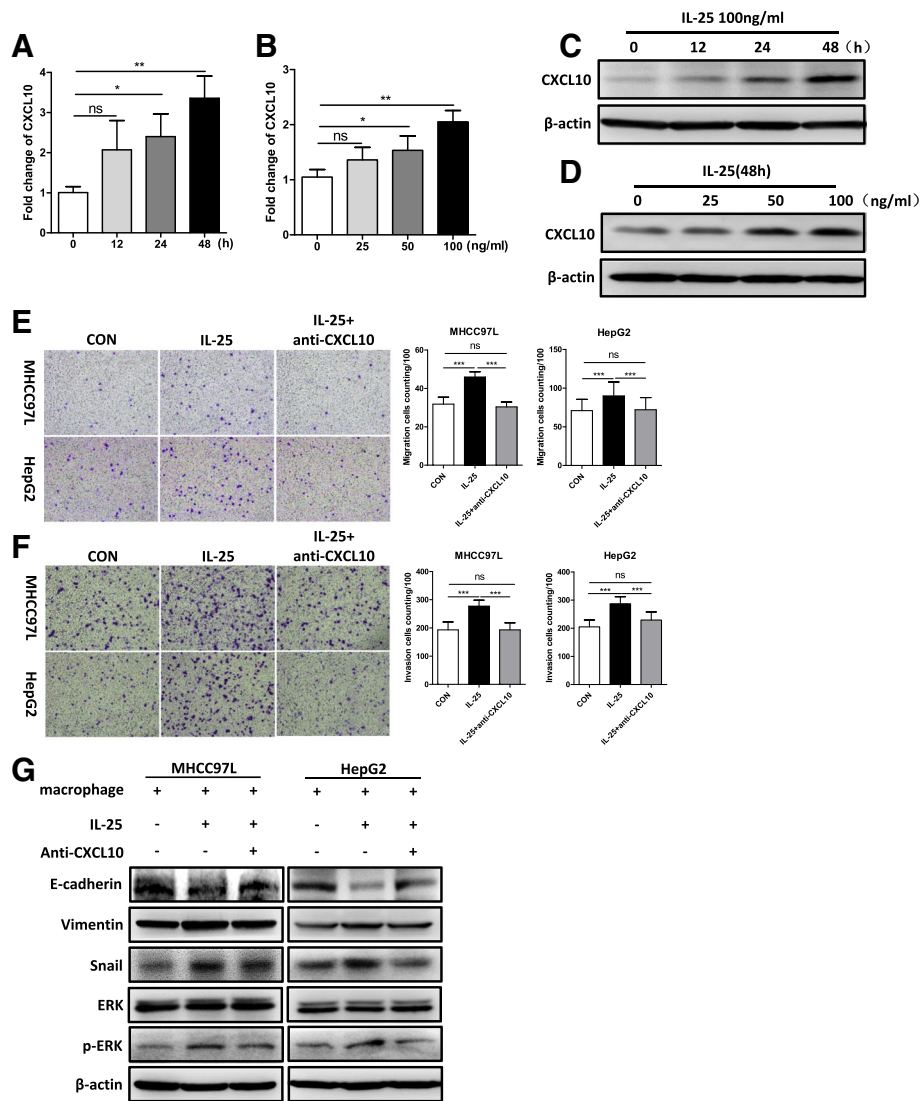 A
Fold change of CXCL10
4
3
2
1
0
ns
*
**
0 12 24 48 (h)
B
Fold change of CXCL10
3
2
1
0
ns
*
**
0 25 50 100 (ng/ml)
C
IL-25 100ng/ml
0 12 24 48 (h)
CXCL10
β-actin
D
IL-25(48h)
0 25 50 100 (ng/ml)
CXCL10
β-actin
E
CON IL-25 IL-25+
anti-CXCL10
MHCC97L
HepG2
MHCC97L
Migration cells counting/100
60
40
20
0
ns
*** ***
CON
IL-25
IL-25+anti-CXCL10
HepG2
Migration cells counting/100
150
100
50
0
ns
*** ***
CON
IL-25
IL-25+anti-CXCL10
F
CON IL-25 IL-25+
anti-CXCL10
MHCC97L
HepG2
MHCC97L
Invasion cells counting/100
400
300
200
100
0
ns
*** ***
CON
IL-25
IL-25+anti-CXCL10
HepG2
Invasion cells counting/100
400
300
200
100
0
ns
*** ***
CON
IL-25
IL-25+anti-CXCL10
G
MHCC97L HepG2
macrophage + + + + + +
IL-25 - + + - + +
Anti-CXCL10 - - + - - +
E-cadherin
Vimentin
Snail
ERK
p-ERK
β-actin